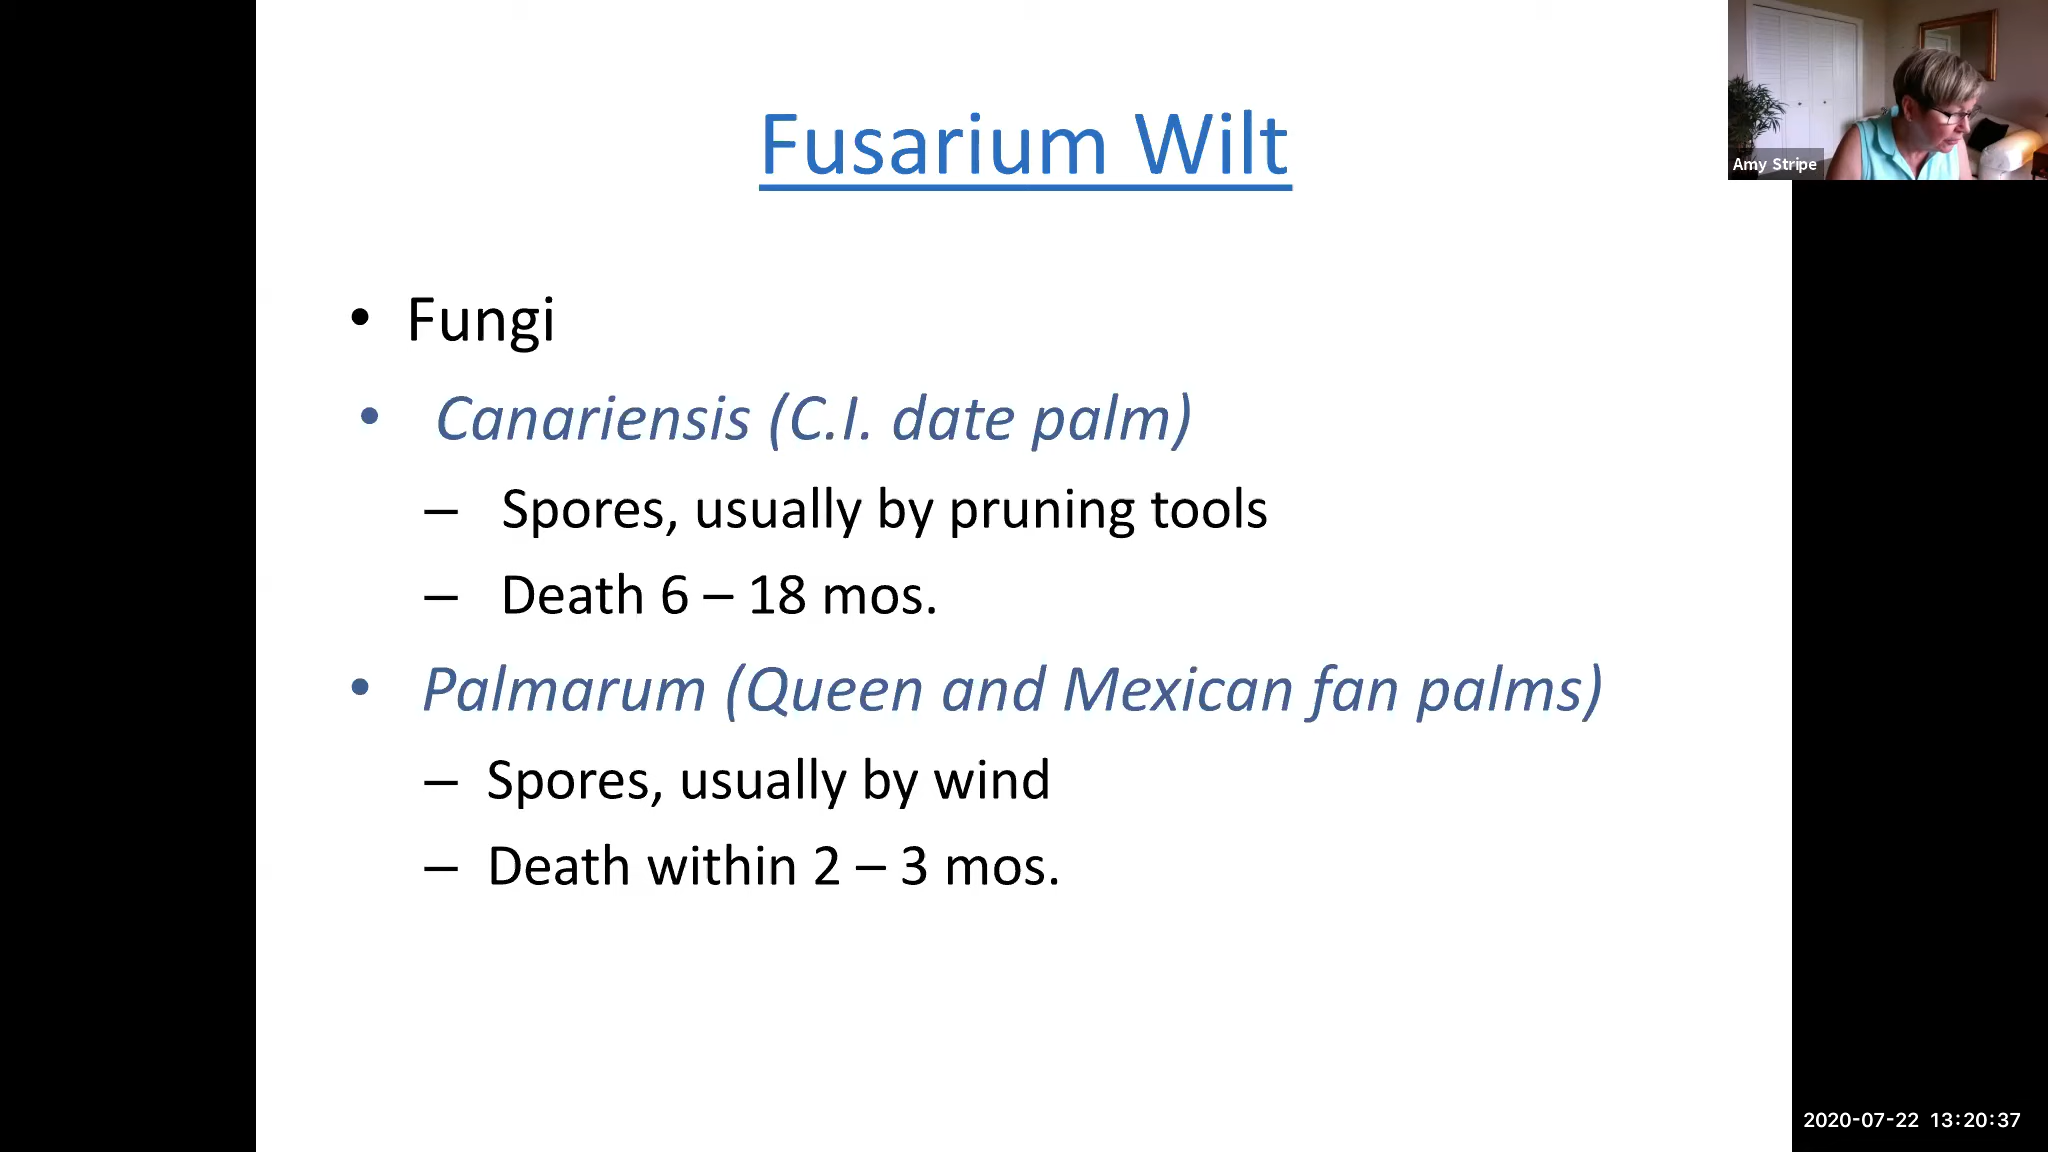 Fusarium Wilt
Amy Stripe
• Fungi
• Canariensis (C.I. date palm)
– Spores, usually by pruning tools
– Death 6 – 18 mos.
• Palmarum (Queen and Mexican fan palms)
– Spores, usually by wind
– Death within 2 – 3 mos.
2020-07-22 13:20:37